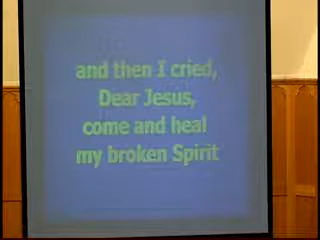 and then I cried,
Dear Jesus,
come and heal
my broken Spirit